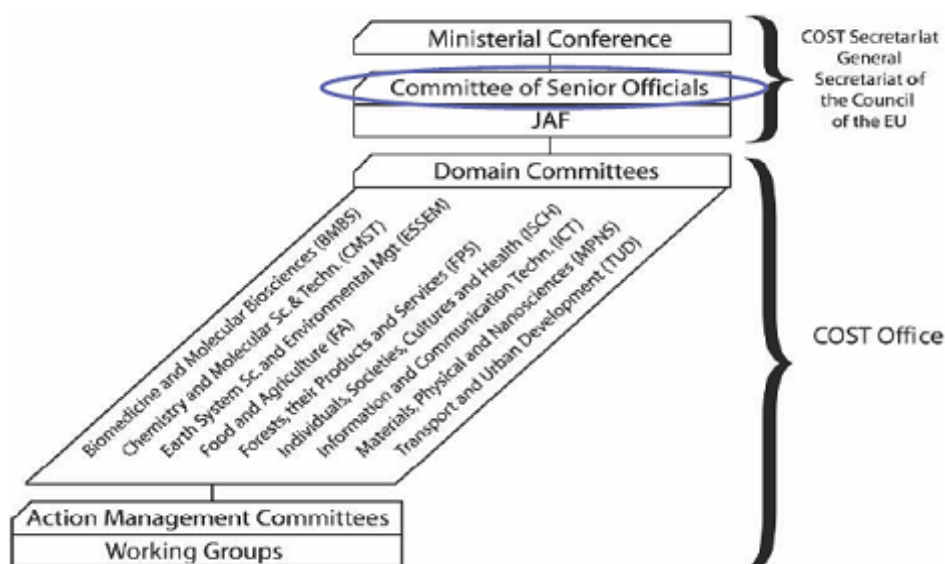 Ministerial Conference
Committee of Senior Officials
JAF
COST Secretariat
General
Secretariat of
the Council
of the EU
Domain Committees
Biomedicine and Molecular Biosciences (BMBS)
Chemistry and Molecular Sc. & Techn. (CMST)
Earth System Sc. and Environmental Mgt (ESSEM)
Food and Agriculture (FA)
Forests, their Products and Services (FPS)
Individuals, Societies, Cultures and Health (ISCH)
Information and Communication Techn. (ICT)
Materials, Physical and Nanosciences (MPNS)
Transport and Urban Development (TUD)
COST Office
Action Management Committees
Working Groups